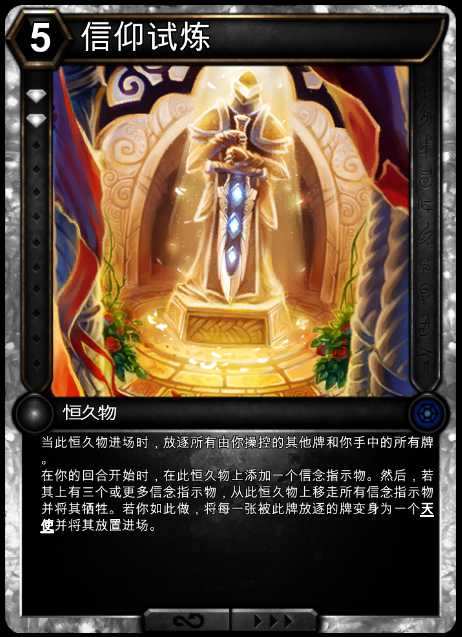 5
信仰试炼
恒久物
当此恒久物进场时，放逐所有由你操控的其他牌和你手中的所有牌
。
在你的回合开始时，在此恒久物上添加一个信念指示物。然后，若
其上有三个或更多信念指示物，从此恒久物上移走所有信念指示物
并将其牺牲。若你如此做，将每一张被此牌放逐的牌变身为一个天
使并将其放置进场。